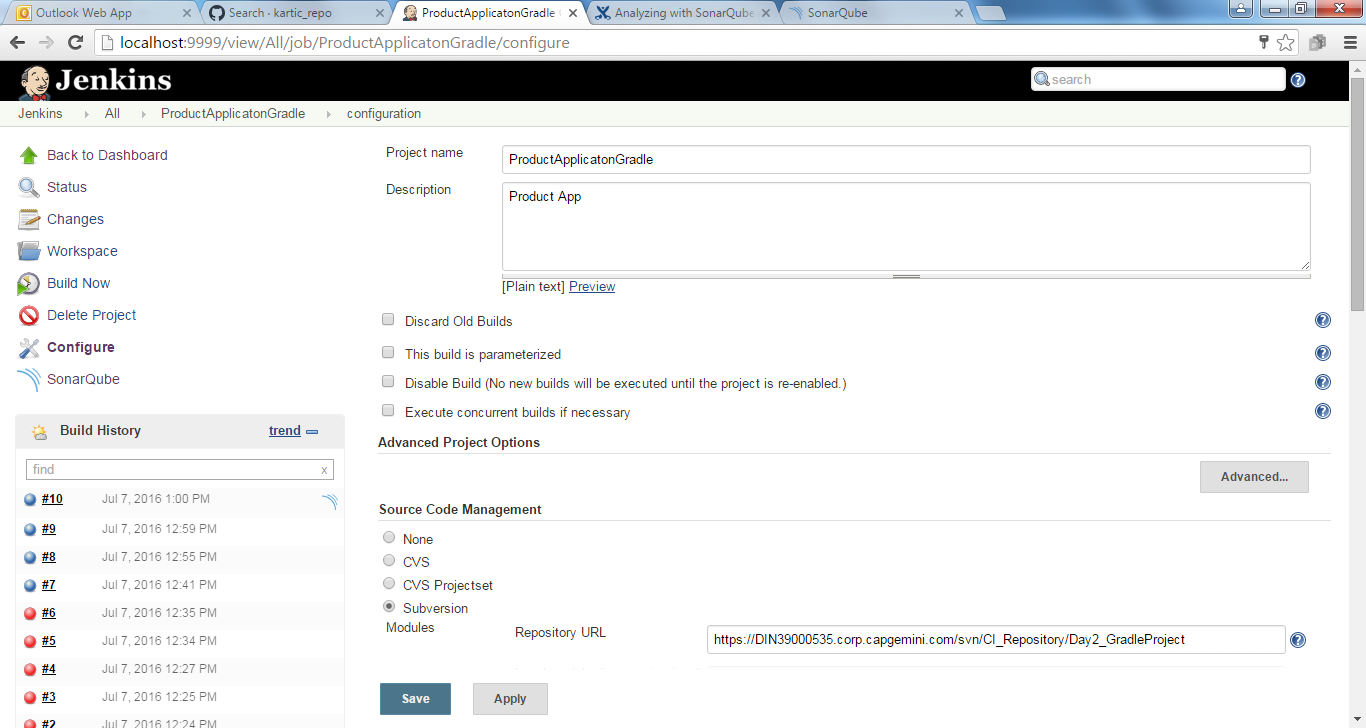 Outlook Web App
Search · kartic_repo
ProductApplicatonGradle
Analyzing with SonarQube
SonarQube
localhost:9999/view/All/job/ProductApplicatonGradle/configure
Jenkins
search
Jenkins All ProductApplicatonGradle configuration
Back to Dashboard
Status
Changes
Workspace
Build Now
Delete Project
Configure
SonarQube
Build History trend
find x
#10 Jul 7, 2016 1:00 PM
#9 Jul 7, 2016 12:59 PM
#8 Jul 7, 2016 12:55 PM
#7 Jul 7, 2016 12:41 PM
#6 Jul 7, 2016 12:35 PM
#5 Jul 7, 2016 12:34 PM
#4 Jul 7, 2016 12:27 PM
#3 Jul 7, 2016 12:25 PM
#2 Jul 7, 2016 12:24 PM
Project name ProductApplicatonGradle
Description Product App
[Plain text] Preview
Discard Old Builds
This build is parameterized
Disable Build (No new builds will be executed until the project is re-enabled.)
Execute concurrent builds if necessary
Advanced Project Options
Advanced...
Source Code Management
None
CVS
CVS Projectset
Subversion
Modules Repository URL https://DIN39000535.corp.capgemini.com/svn/CI_Repository/Day2_GradleProject
Save Apply